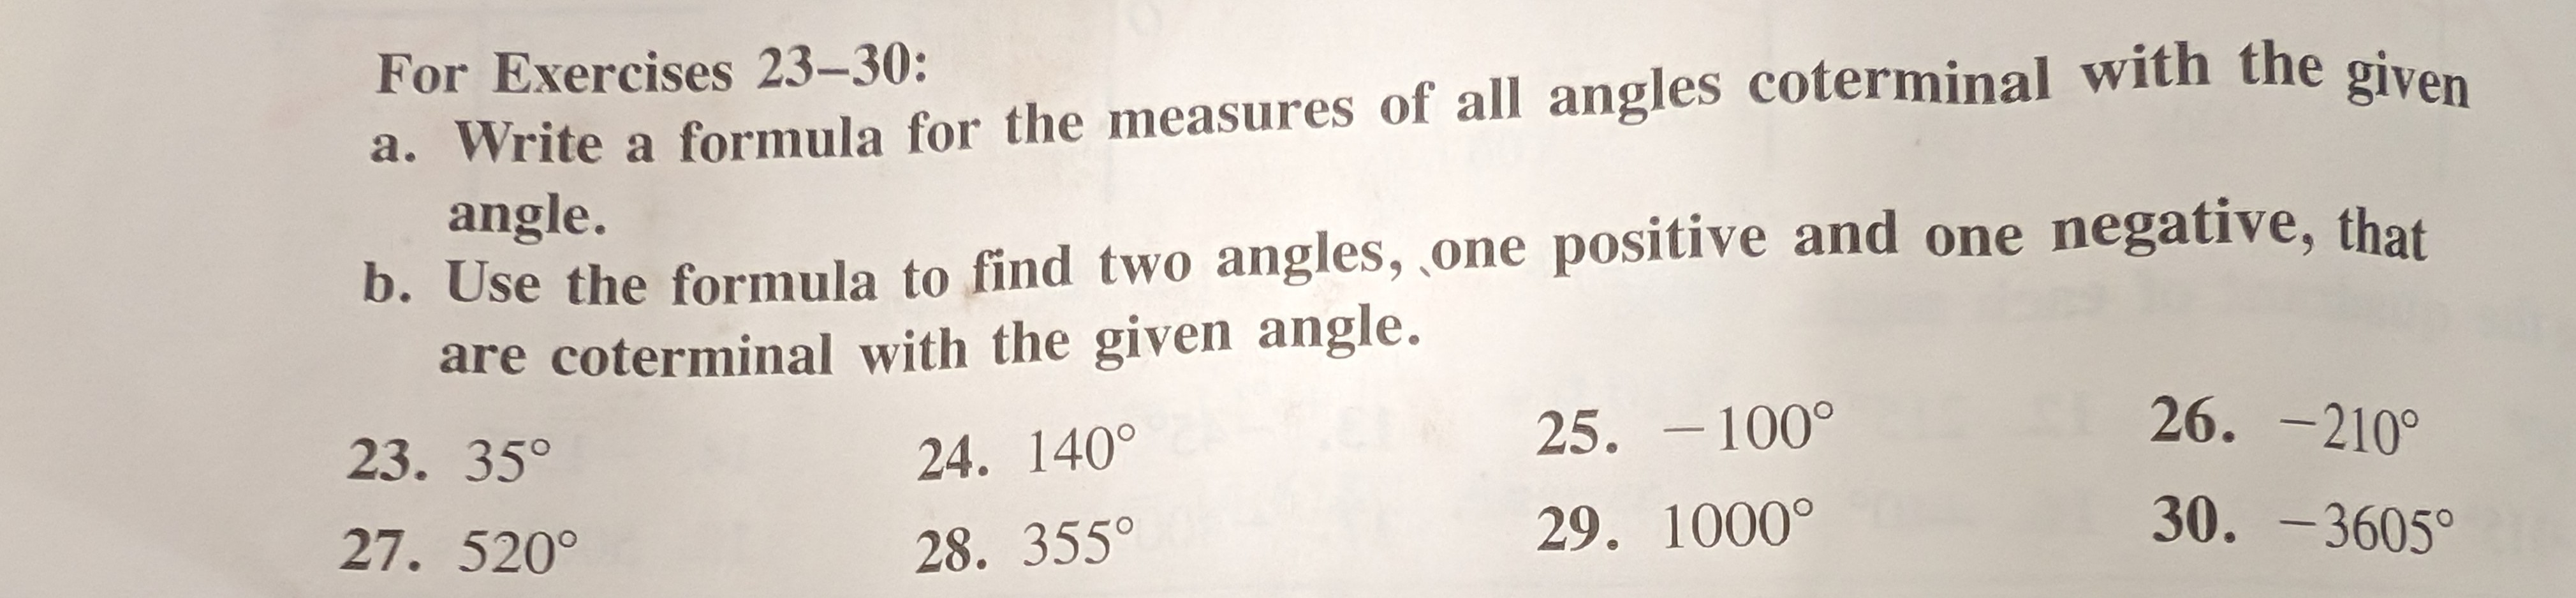 For Exercises 23–30:
a. Write a formula for the measures of all angles coterminal with the given
angle.
b. Use the formula to find two angles, one positive and one negative, that
are coterminal with the given angle.
23. 35° 24. 140° 25. −100° 26. −210°
27. 520° 28. 355° 29. 1000° 30. −3605°